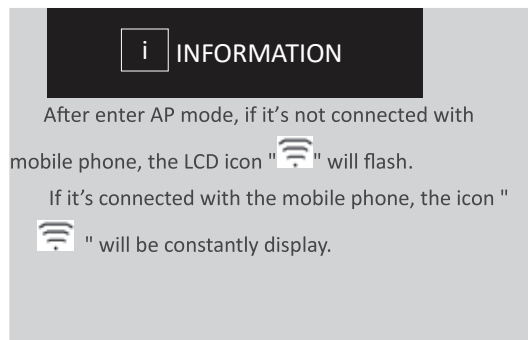 i INFORMATION
After enter AP mode, if it's not connected with
mobile phone, the LCD icon " " will flash.
If it's connected with the mobile phone, the icon "
" will be constantly display.